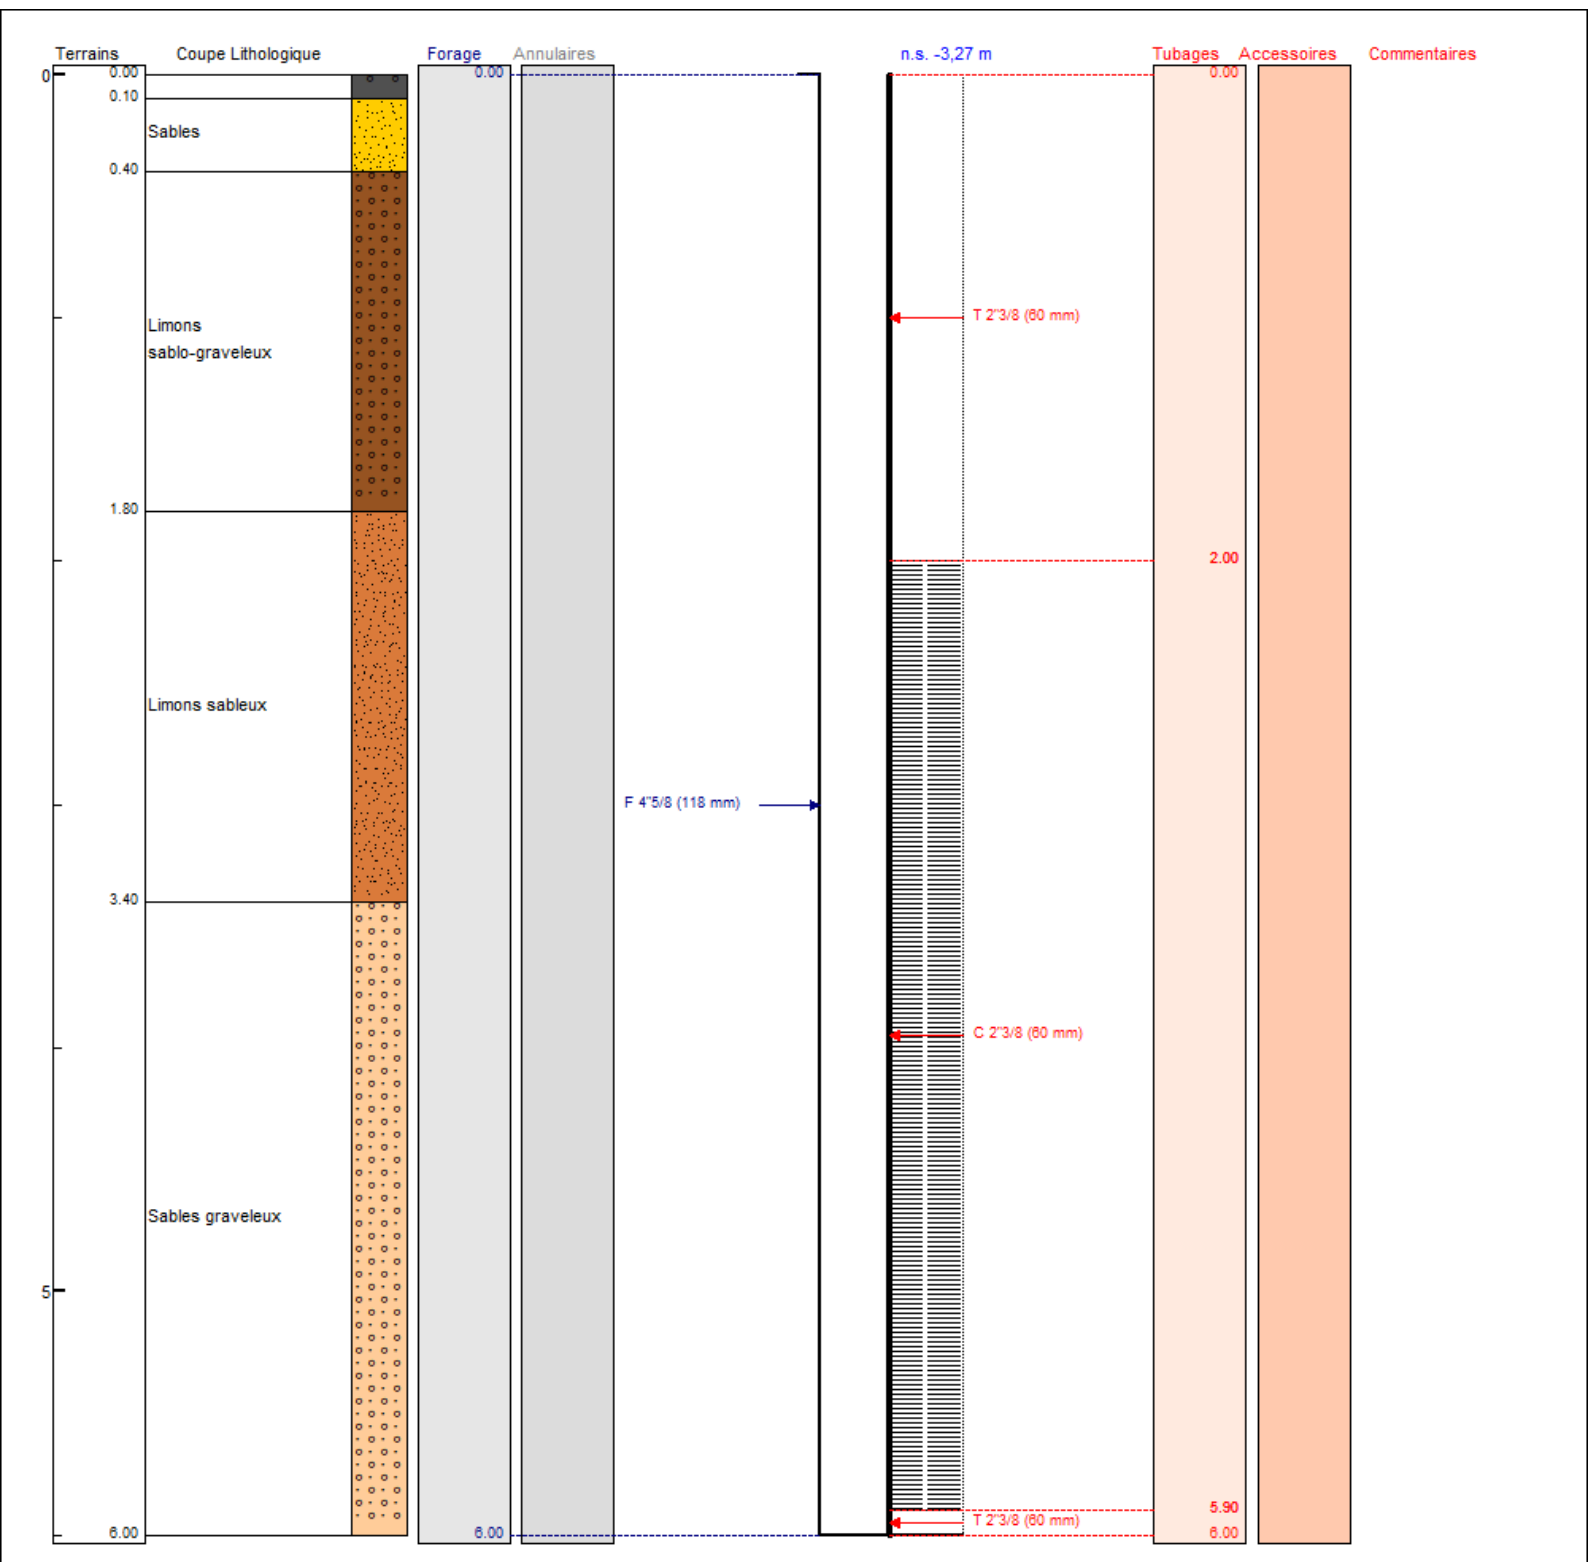 Terrains Coupe Lithologique Forage Annulaires n.s. -3,27 m Tubages Accessoires Commentaires
0 0.00 0.00 0.00
0.10
Sables
0.40
T 2"3/8 (60 mm)
Limons
sablo-graveleux
1.80
2.00
Limons sableux
F 4"5/8 (118 mm)
3.40
C 2"3/8 (60 mm)
Sables graveleux
5
5.90
T 2"3/8 (60 mm)
6.00 6.00 6.00